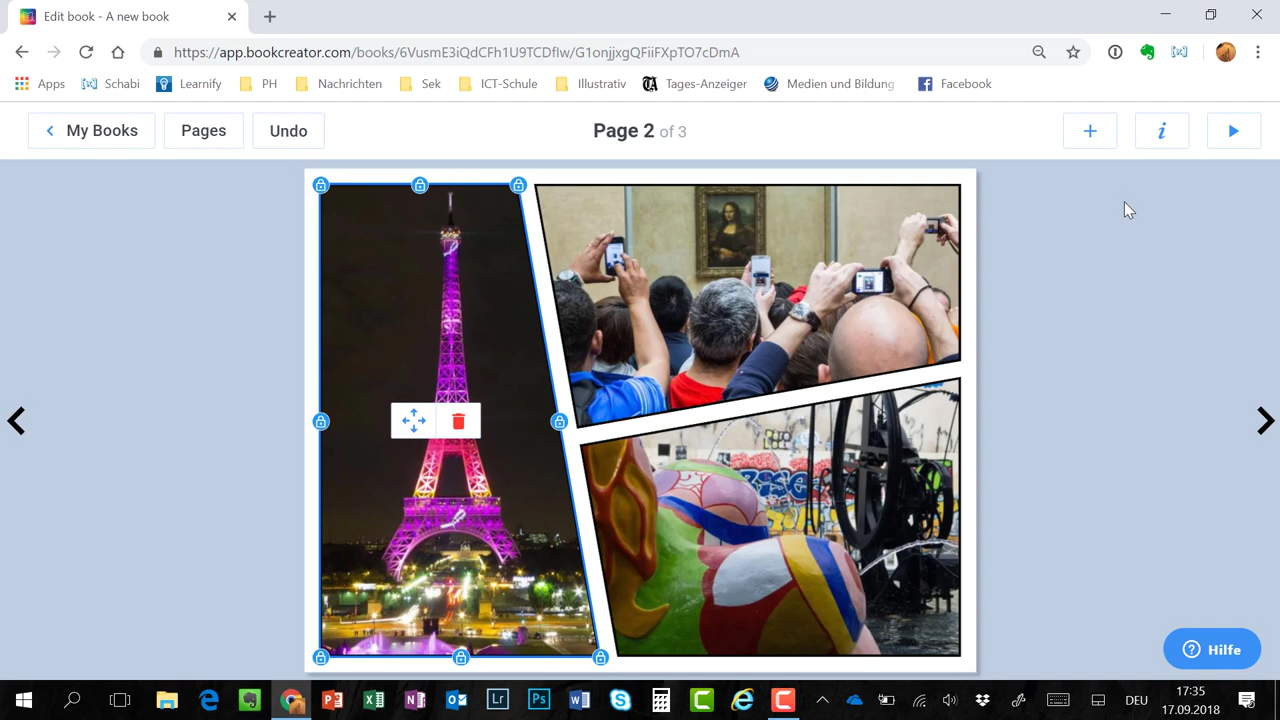 Edit book - A new book
https://app.bookcreator.com/books/6VusmE3iQdCFh1U9TCDfIw/G1onjjxgQFiiFXpTO7cDmA
Apps Schabi Learnify PH Nachrichten Sek ICT-Schule Illustrativ Tages-Anzeiger Medien und Bildung Facebook
My Books Pages Undo Page 2 of 3
Hilfe
DEU
17:35
17.09.2018